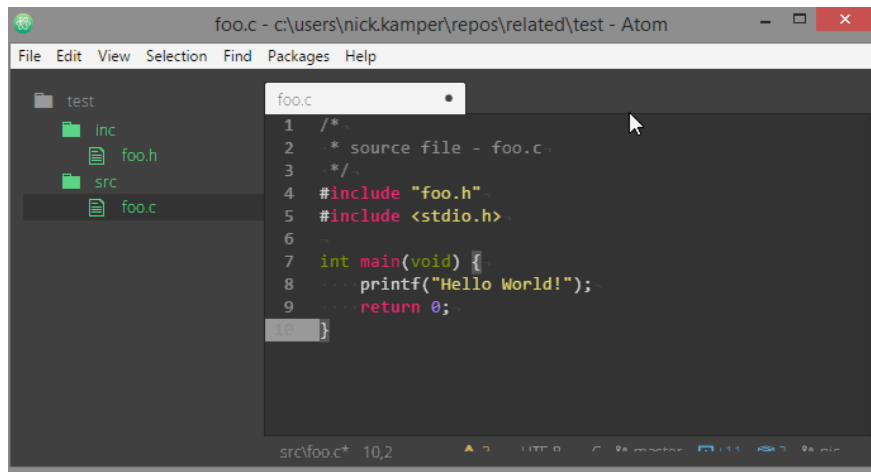 foo.c - c:\users\nick.kamper\repos\related\test - Atom
File Edit View Selection Find Packages Help
test
inc
foo.h
src
foo.c
foo.c
1 /*
2 * source file - foo.c
3 */
4 #include "foo.h"
5 #include <stdio.h>
6
7 int main(void) {
8 printf("Hello World!");
9 return 0;
10 }
src\foo.c* 10,2